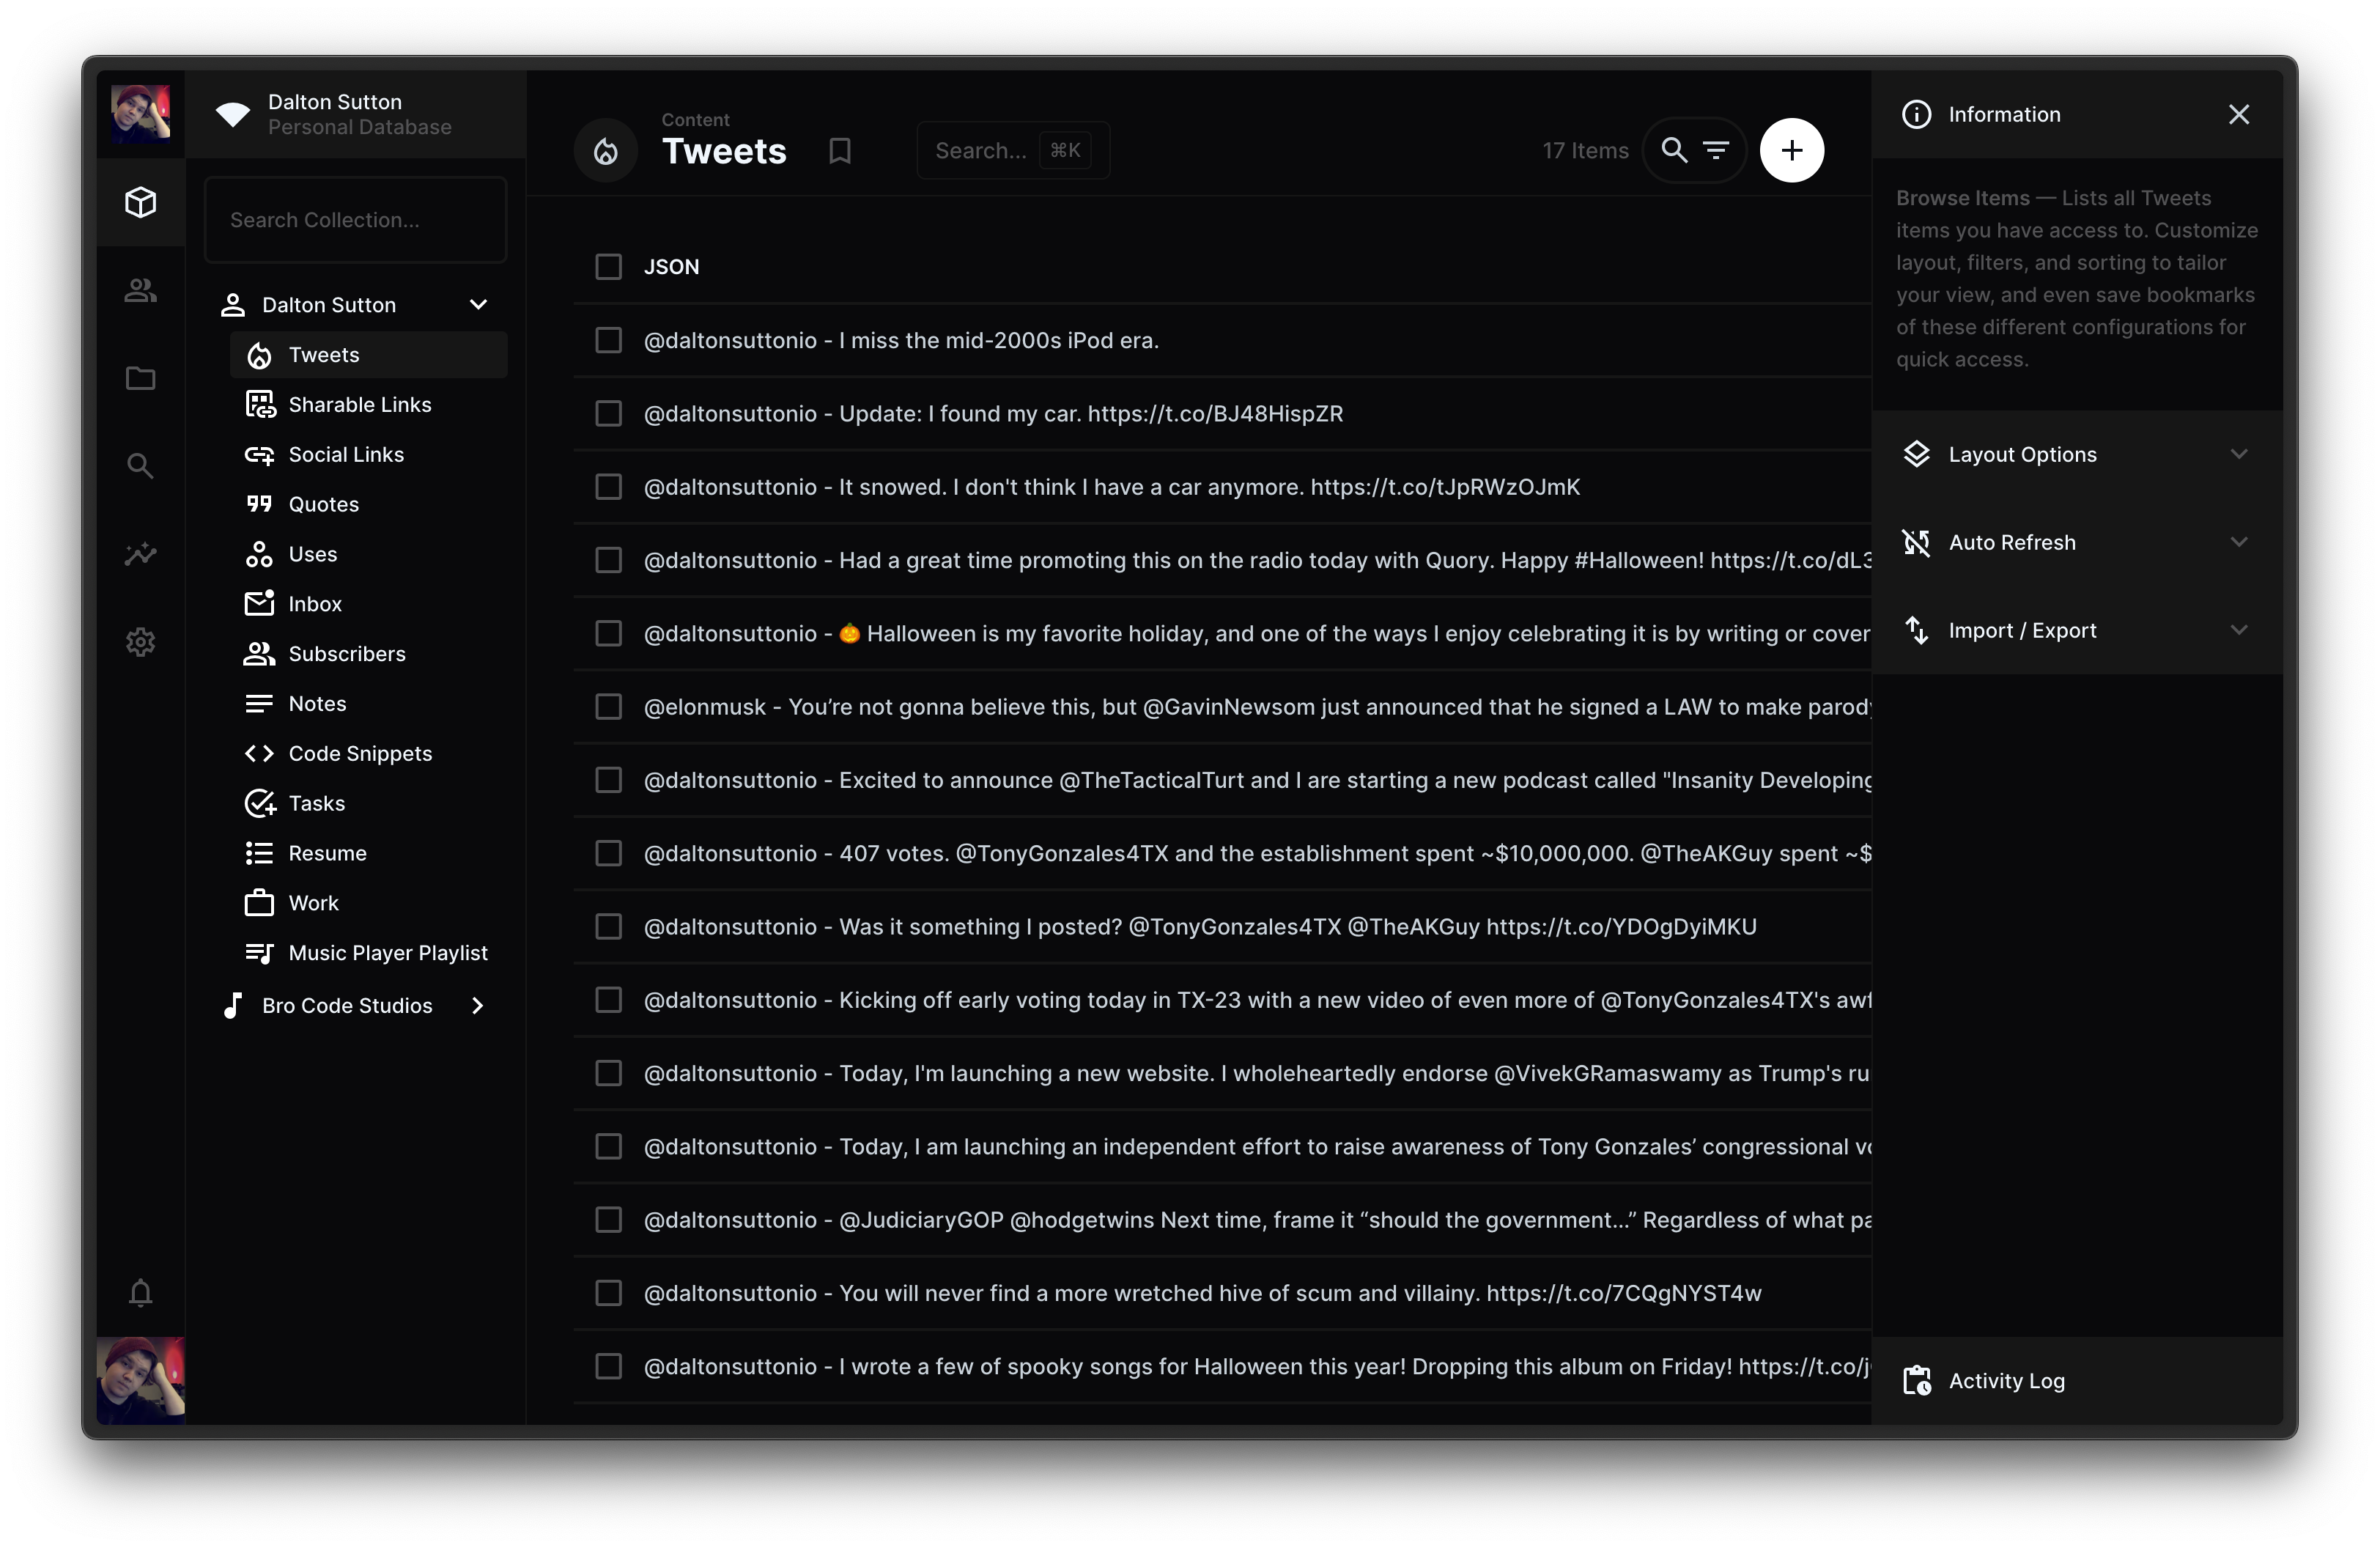 Dalton Sutton
Personal Database
Search Collection...
Dalton Sutton
Tweets
Sharable Links
Social Links
Quotes
Uses
Inbox
Subscribers
Notes
Code Snippets
Tasks
Resume
Work
Music Player Playlist
Bro Code Studios
Content
Tweets
Search... ⌘K
17 Items
JSON
@daltonsuttonio - I miss the mid-2000s iPod era.
@daltonsuttonio - Update: I found my car. https://t.co/BJ48HispZR
@daltonsuttonio - It snowed. I don't think I have a car anymore. https://t.co/tJpRWzOJmK
@daltonsuttonio - Had a great time promoting this on the radio today with Quory. Happy #Halloween! https://t.co/dL3
@daltonsuttonio - 🎃 Halloween is my favorite holiday, and one of the ways I enjoy celebrating it is by writing or cover
@elonmusk - You’re not gonna believe this, but @GavinNewsom just announced that he signed a LAW to make parody
@daltonsuttonio - Excited to announce @TheTacticalTurt and I are starting a new podcast called "Insanity Developing
@daltonsuttonio - 407 votes. @TonyGonzales4TX and the establishment spent ~$10,000,000. @TheAKGuy spent ~$
@daltonsuttonio - Was it something I posted? @TonyGonzales4TX @TheAKGuy https://t.co/YDOgDyiMKU
@daltonsuttonio - Kicking off early voting today in TX-23 with a new video of even more of @TonyGonzales4TX's awf
@daltonsuttonio - Today, I'm launching a new website. I wholeheartedly endorse @VivekGRamaswamy as Trump's ru
@daltonsuttonio - Today, I am launching an independent effort to raise awareness of Tony Gonzales’ congressional vo
@daltonsuttonio - @JudiciaryGOP @hodgetwins Next time, frame it “should the government...” Regardless of what pa
@daltonsuttonio - You will never find a more wretched hive of scum and villainy. https://t.co/7CQgNYST4w
@daltonsuttonio - I wrote a few of spooky songs for Halloween this year! Dropping this album on Friday! https://t.co/j
Information
Browse Items — Lists all Tweets
items you have access to. Customize
layout, filters, and sorting to tailor
your view, and even save bookmarks
of these different configurations for
quick access.
Layout Options
Auto Refresh
Import / Export
Activity Log